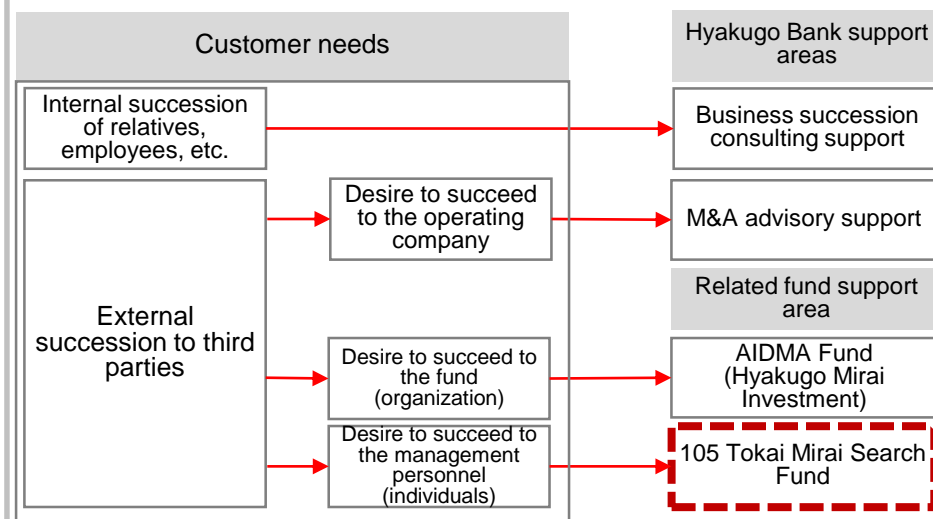 Customer needs
Hyakugo Bank support
areas
Internal succession
of relatives,
employees, etc.
Business succession
consulting support
External
succession to third
parties
Desire to succeed
to the operating
company
M&A advisory support
Related fund support
area
Desire to succeed to
the fund
(organization)
AIDMA Fund
(Hyakugo Mirai
Investment)
Desire to succeed to
the management
personnel
(individuals)
105 Tokai Mirai Search
Fund